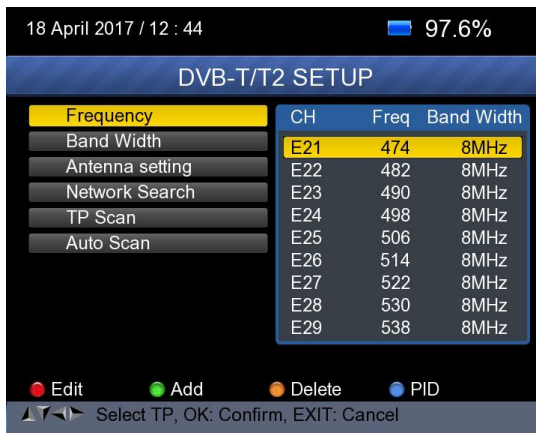 18 April 2017 / 12 : 44 97.6%
DVB-T/T2 SETUP
Frequency
Band Width
Antenna setting
Network Search
TP Scan
Auto Scan
CH Freq Band Width
E21 474 8MHz
E22 482 8MHz
E23 490 8MHz
E24 498 8MHz
E25 506 8MHz
E26 514 8MHz
E27 522 8MHz
E28 530 8MHz
E29 538 8MHz
Edit Add Delete PID
Select TP, OK: Confirm, EXIT: Cancel